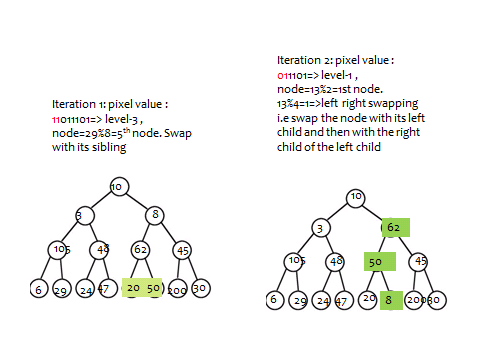 Iteration 1: pixel value :
11011101=> level-3 ,
node=29%8=5th node. Swap
with its sibling
Iteration 2: pixel value :
011101=> level-1 ,
node=13%2=1st node.
13%4=1=>left right swapping
i.e swap the node with its left
child and then with the right
child of the left child
10
3 8
105 48 62 45
6 29 24 47 20 50 200 30
10
3 62
105 48 50 45
6 29 24 47 20 8 200 30